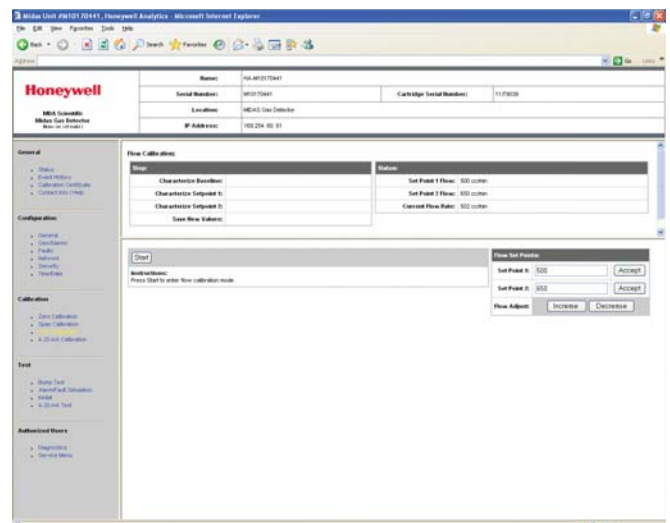 Midas Unit #M10170441, Honeywell Analytics - Microsoft Internet Explorer
File Edit View Favorites Tools Help
Back Search Favorites
Address Go Links
Honeywell
MDA Scientific
Midas Gas Detector
Name: HA-M10170441
Serial Number: M10170441 Cartridge Serial Number:
Location: MIDAS Gas Detector
IP Address: 169.254.60.61
General
Status
Event History
Calibration Certificate
Contact Info / Help
Configuration
General
Gas/Alarms
Faults
Network
Security
Time/Date
Calibration
Zero Calibration
Span Calibration
4-20 mA Calibration
Test
Bump Test
Alarm/Fault Simulation
Inhibit
4-20 mA Test
Authorized Users
Diagnostics
Service Menu
Flow Calibration:
Step: Status:
Characterize Baseline: Set Point 1 Flow: 500 cc/min
Characterize Setpoint 1: Set Point 2 Flow: 650 cc/min
Characterize Setpoint 2: Current Flow Rate: 502 cc/min
Save New Values:
Start
Instructions:
Press Start to enter flow calibration mode.
Flow Set Points:
Set Point 1: 500 Accept
Set Point 2: 650 Accept
Flow Adjust: Increase Decrease